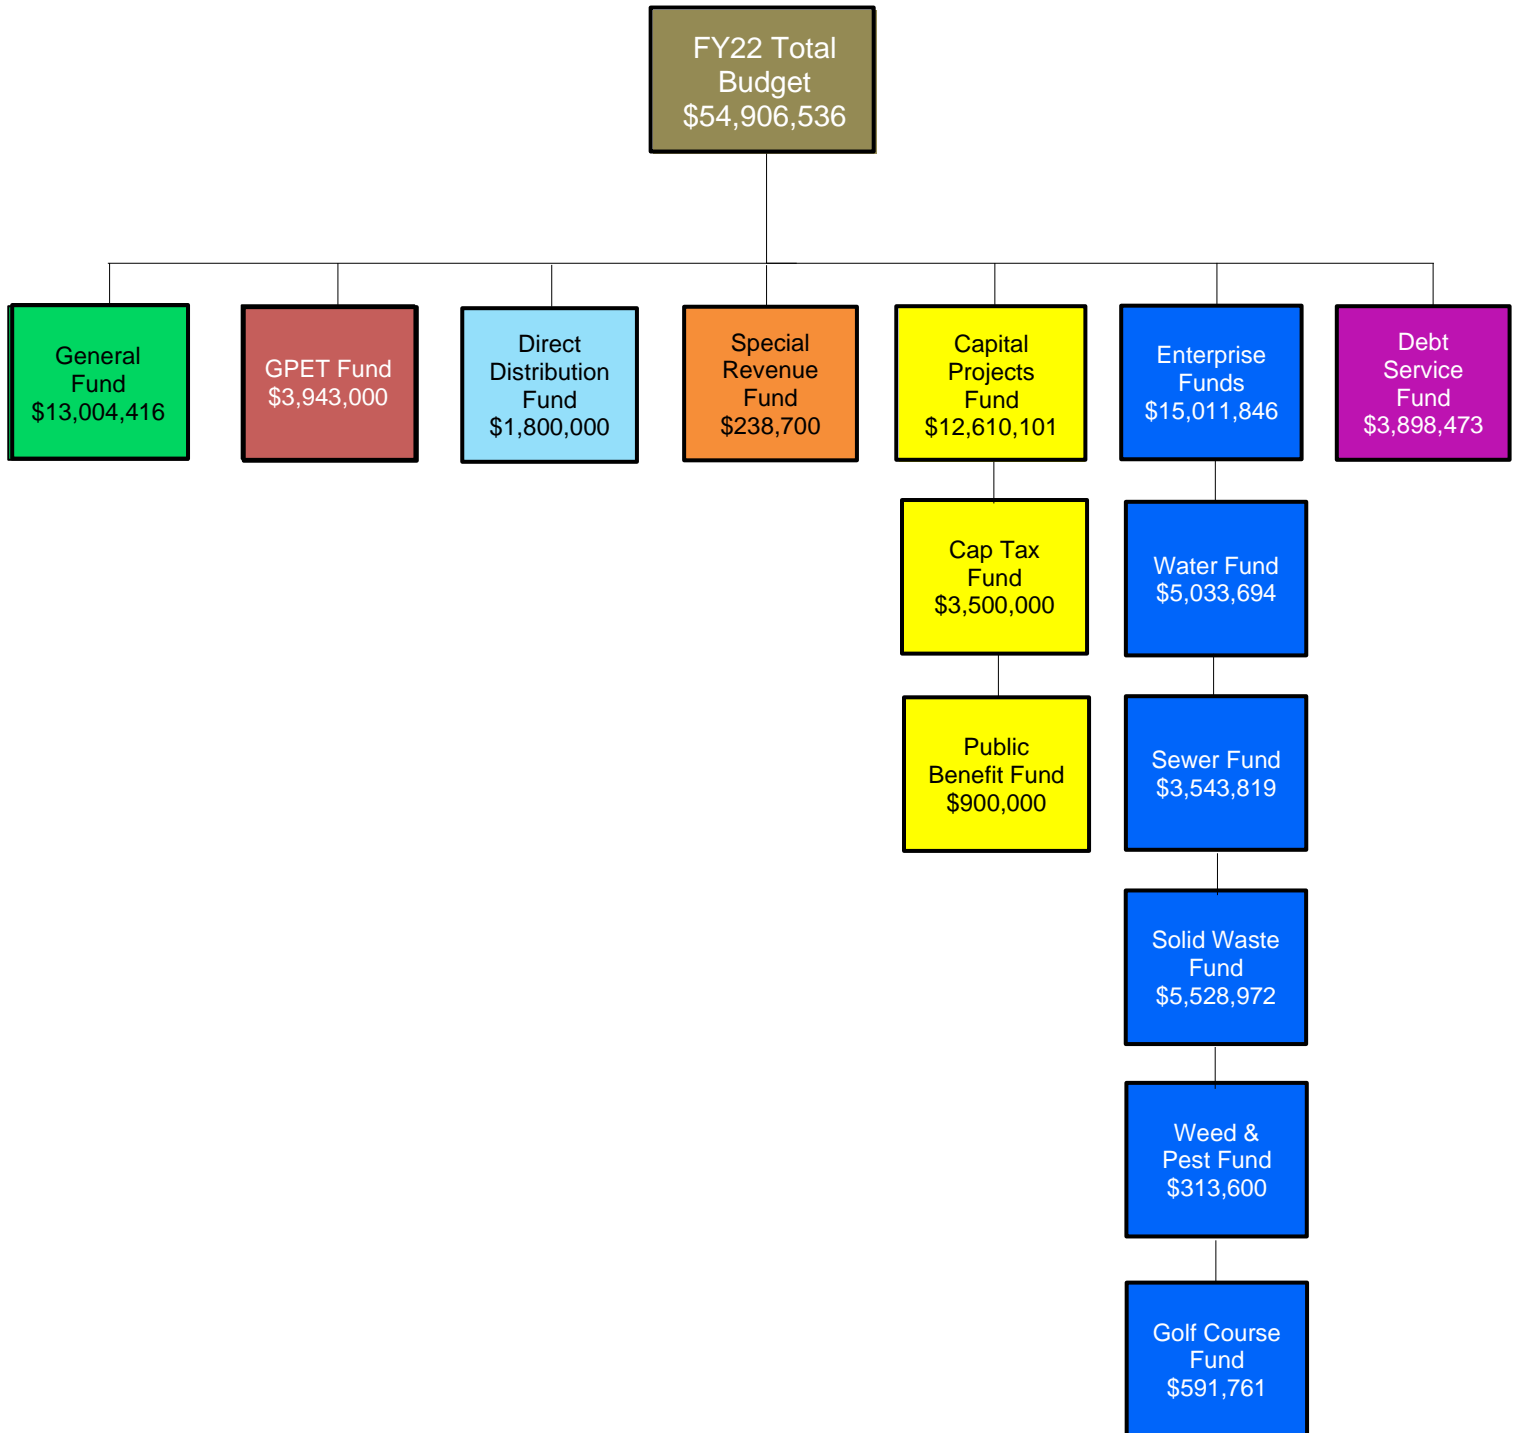 FY22 Total
Budget
$54,906,536
General
Fund
$13,004,416
GPET Fund
$3,943,000
Direct
Distribution
Fund
$1,800,000
Special
Revenue
Fund
$238,700
Capital
Projects
Fund
$12,610,101
Enterprise
Funds
$15,011,846
Debt
Service
Fund
$3,898,473
Cap Tax
Fund
$3,500,000
Water Fund
$5,033,694
Public
Benefit Fund
$900,000
Sewer Fund
$3,543,819
Solid Waste
Fund
$5,528,972
Weed &
Pest Fund
$313,600
Golf Course
Fund
$591,761